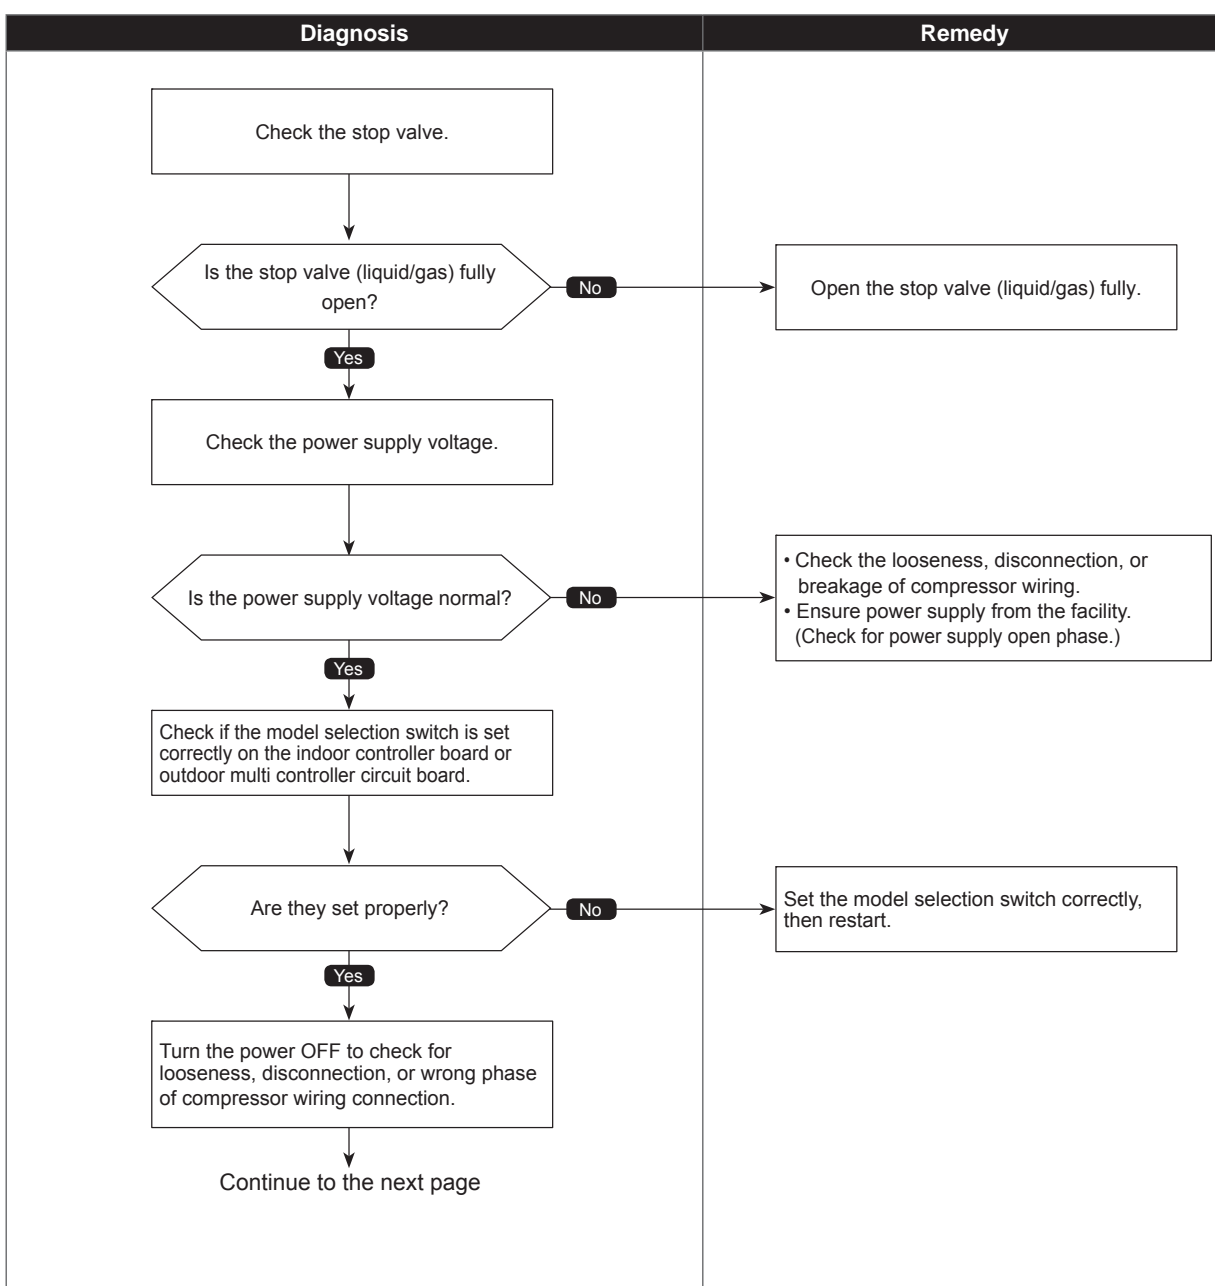 Diagnosis
Remedy
Check the stop valve.
Is the stop valve (liquid/gas) fully
open?
No
Open the stop valve (liquid/gas) fully.
Yes
Check the power supply voltage.
Is the power supply voltage normal?
No
• Check the looseness, disconnection, or
breakage of compressor wiring.
• Ensure power supply from the facility.
(Check for power supply open phase.)
Yes
Check if the model selection switch is set
correctly on the indoor controller board or
outdoor multi controller circuit board.
Are they set properly?
No
Set the model selection switch correctly,
then restart.
Yes
Turn the power OFF to check for
looseness, disconnection, or wrong phase
of compressor wiring connection.
Continue to the next page